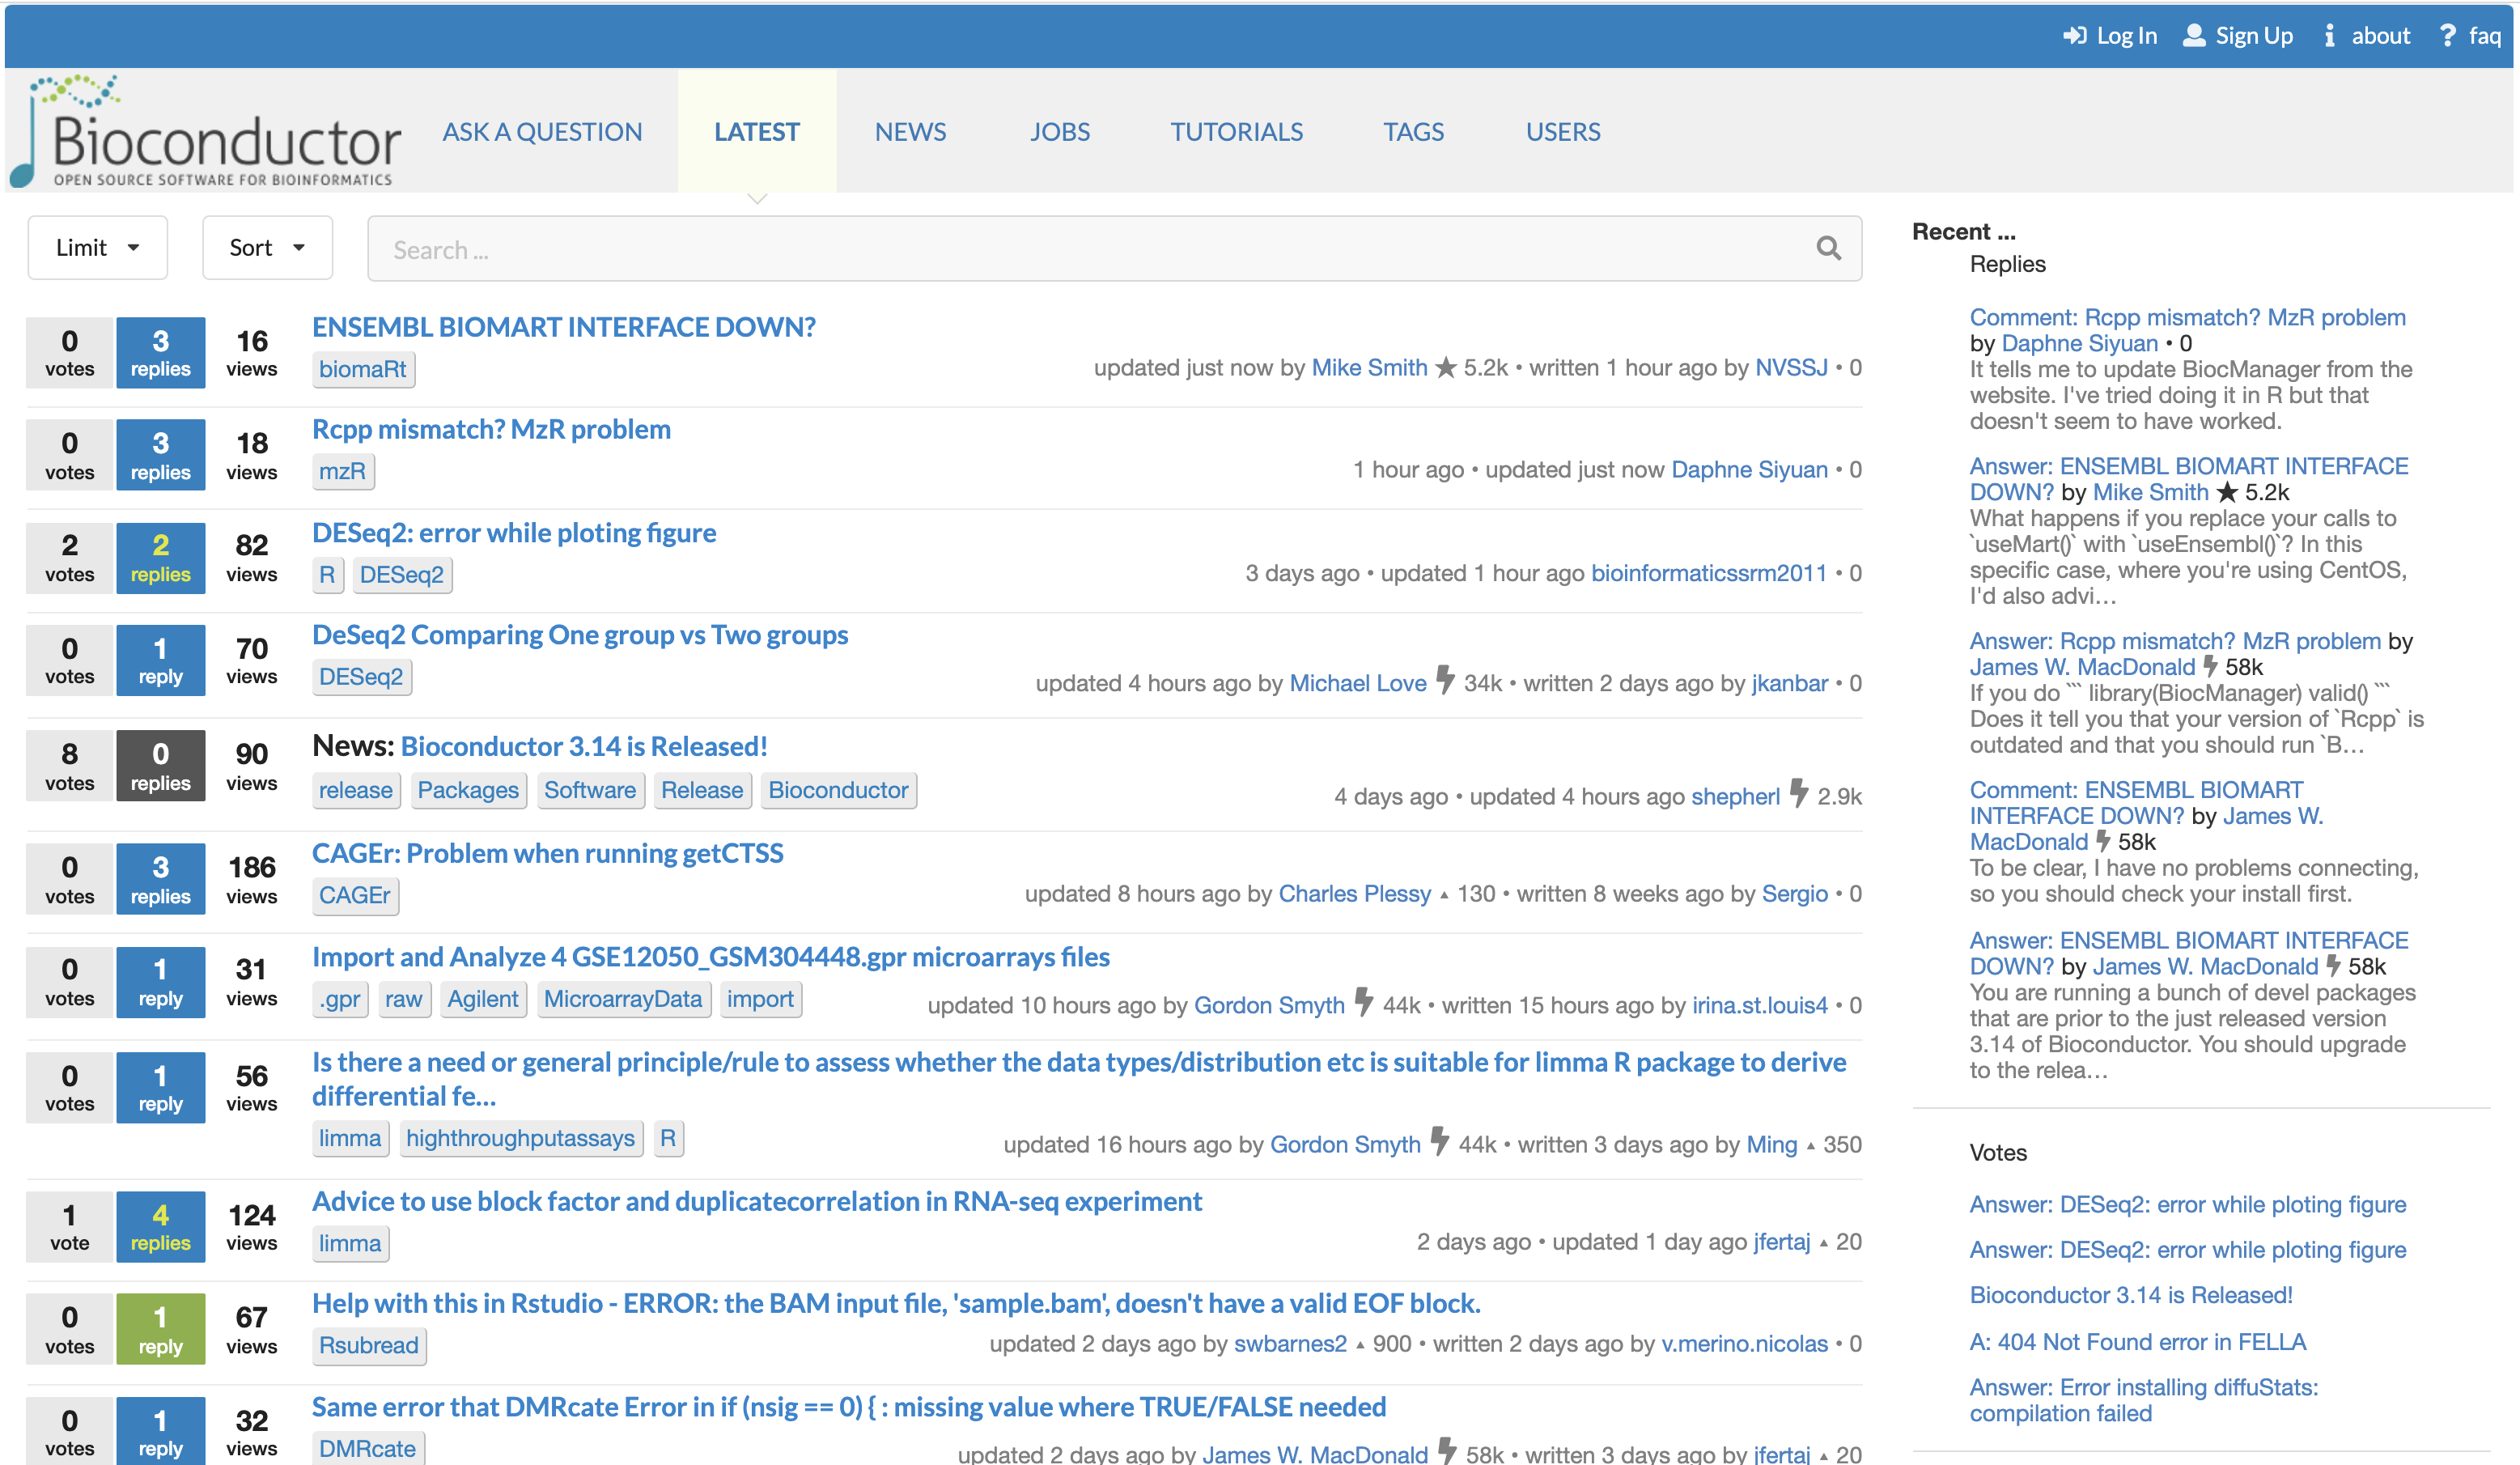 Log In Sign Up about faq
Bioconductor
OPEN SOURCE SOFTWARE FOR BIOINFORMATICS
ASK A QUESTION LATEST NEWS JOBS TUTORIALS TAGS USERS
Limit Sort Search ...
0 votes 3 replies 16 views
ENSEMBL BIOMART INTERFACE DOWN?
biomaRt
updated just now by Mike Smith ★ 5.2k • written 1 hour ago by NVSSJ • 0
0 votes 3 replies 18 views
Rcpp mismatch? MzR problem
mzR
1 hour ago • updated just now Daphne Siyuan • 0
2 votes 2 replies 82 views
DESeq2: error while ploting figure
R DESeq2
3 days ago • updated 1 hour ago bioinformaticssrm2011 • 0
0 votes 1 reply 70 views
DeSeq2 Comparing One group vs Two groups
DESeq2
updated 4 hours ago by Michael Love 34k • written 2 days ago by jkanbar • 0
8 votes 0 replies 90 views
News: Bioconductor 3.14 is Released!
release Packages Software Release Bioconductor
4 days ago • updated 4 hours ago shepherl 2.9k
0 votes 3 replies 186 views
CAGEr: Problem when running getCTSS
CAGEr
updated 8 hours ago by Charles Plessy ▴ 130 • written 8 weeks ago by Sergio • 0
0 votes 1 reply 31 views
Import and Analyze 4 GSE12050_GSM304448.gpr microarrays files
.gpr raw Agilent MicroarrayData import
updated 10 hours ago by Gordon Smyth 44k • written 15 hours ago by irina.st.louis4 • 0
0 votes 1 reply 56 views
Is there a need or general principle/rule to assess whether the data types/distribution etc is suitable for limma R package to derive
differential fe...
limma highthroughputassays R
updated 16 hours ago by Gordon Smyth 44k • written 3 days ago by Ming ▴ 350
1 vote 4 replies 124 views
Advice to use block factor and duplicatecorrelation in RNA-seq experiment
limma
2 days ago • updated 1 day ago jfertaj ▴ 20
0 votes 1 reply 67 views
Help with this in Rstudio - ERROR: the BAM input file, 'sample.bam', doesn't have a valid EOF block.
Rsubread
updated 2 days ago by swbarnes2 ▴ 900 • written 2 days ago by v.merino.nicolas • 0
0 votes 1 reply 32 views
Same error that DMRcate Error in if (nsig == 0) { : missing value where TRUE/FALSE needed
DMRcate
updated 2 days ago by James W. MacDonald 58k • written 3 days ago by jfertaj ▴ 20
Recent ...
Replies
Comment: Rcpp mismatch? MzR problem
by Daphne Siyuan • 0
It tells me to update BiocManager from the
website. I've tried doing it in R but that
doesn't seem to have worked.
Answer: ENSEMBL BIOMART INTERFACE
DOWN? by Mike Smith ★ 5.2k
What happens if you replace your calls to
`useMart()` with `useEnsembl()`? In this
specific case, where you're using CentOS,
I'd also advi…
Answer: Rcpp mismatch? MzR problem by
James W. MacDonald 58k
If you do ``` library(BiocManager) valid() ```
Does it tell you that your version of `Rcpp` is
outdated and that you should run `B…
Comment: ENSEMBL BIOMART
INTERFACE DOWN? by James W.
MacDonald 58k
To be clear, I have no problems connecting,
so you should check your install first.
Answer: ENSEMBL BIOMART INTERFACE
DOWN? by James W. MacDonald 58k
You are running a bunch of devel packages
that are prior to the just released version
3.14 of Bioconductor. You should upgrade
to the relea…
Votes
Answer: DESeq2: error while ploting figure
Answer: DESeq2: error while ploting figure
Bioconductor 3.14 is Released!
A: 404 Not Found error in FELLA
Answer: Error installing diffuStats:
compilation failed